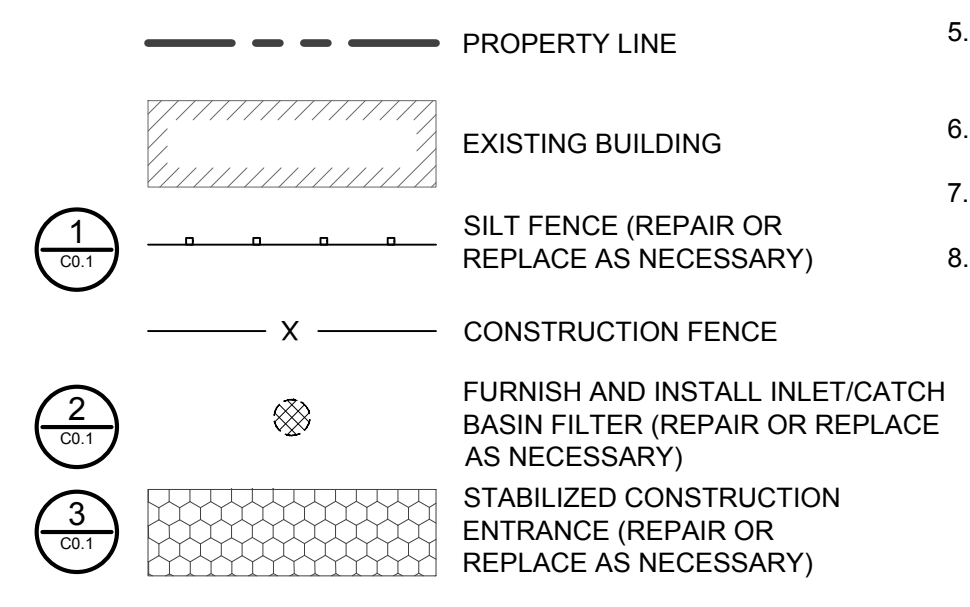 PROPERTY LINE
5.
EXISTING BUILDING
6.
7.
1
C0.1
SILT FENCE (REPAIR OR
REPLACE AS NECESSARY)
8.
X
CONSTRUCTION FENCE
2
C0.1
FURNISH AND INSTALL INLET/CATCH
BASIN FILTER (REPAIR OR REPLACE
AS NECESSARY)
3
C0.1
STABILIZED CONSTRUCTION
ENTRANCE (REPAIR OR
REPLACE AS NECESSARY)